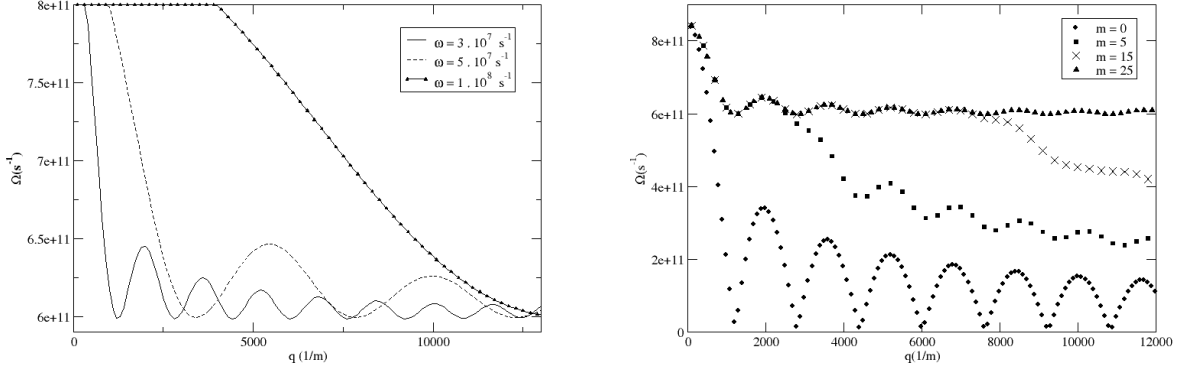 8e+11
7.5e+11
7e+11
6.5e+11
6e+11
Ω(s⁻¹)
0
5000
10000
q (1/m)
ω = 3 . 10⁷ s⁻¹
ω = 5 . 10⁷ s⁻¹
ω = 1 . 10⁸ s⁻¹
8e+11
6e+11
4e+11
2e+11
0
Ω(s⁻¹)
0
2000
4000
6000
8000
10000
12000
q(1/m)
m = 0
m = 5
m = 15
m = 25